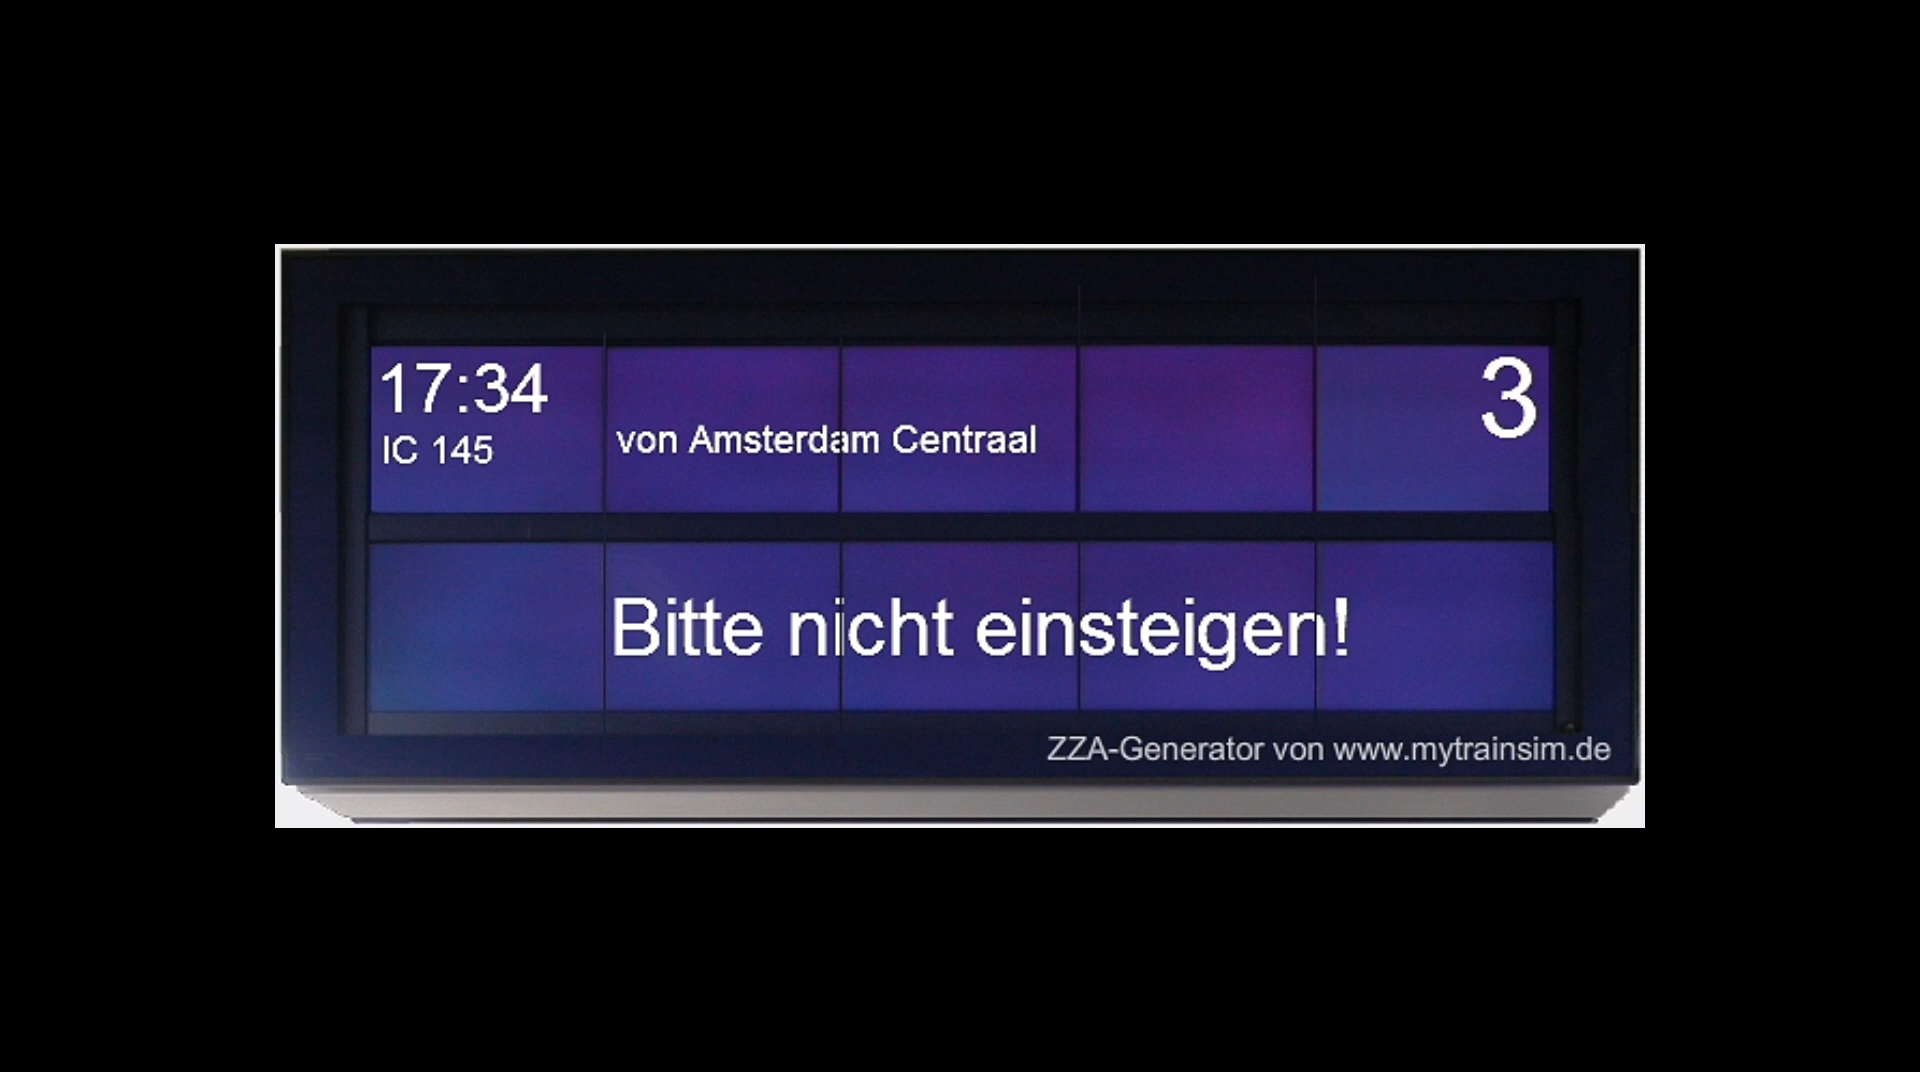 17:34
3
IC 145
von Amsterdam Centraal
Bitte nicht einsteigen!
ZZA-Generator von www.mytrainsim.de